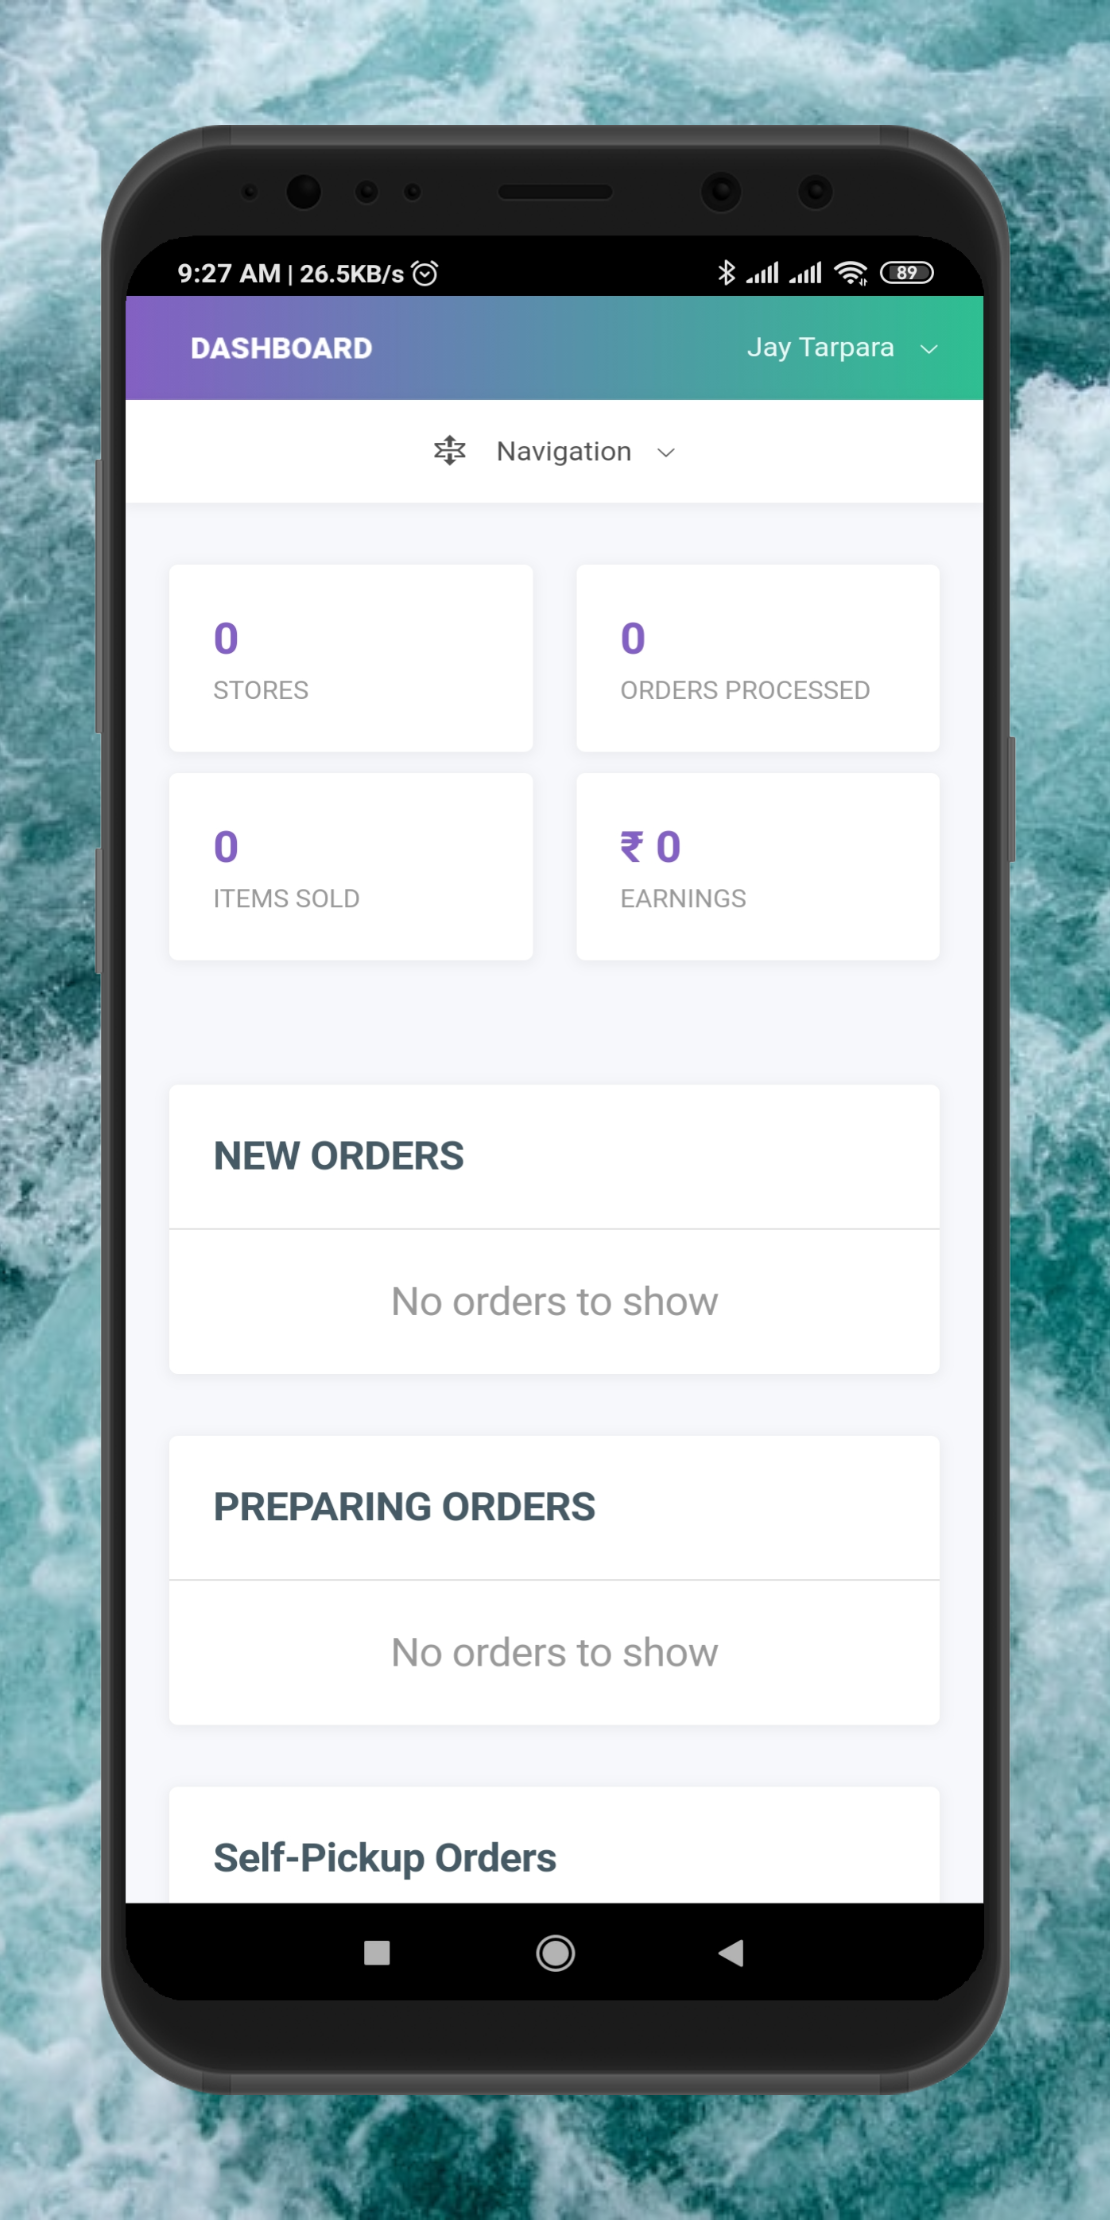 9:27 AM | 26.5KB/s 89
DASHBOARD Jay Tarpara
Navigation
0
STORES
0
ORDERS PROCESSED
0
ITEMS SOLD
₹ 0
EARNINGS
NEW ORDERS
No orders to show
PREPARING ORDERS
No orders to show
Self-Pickup Orders